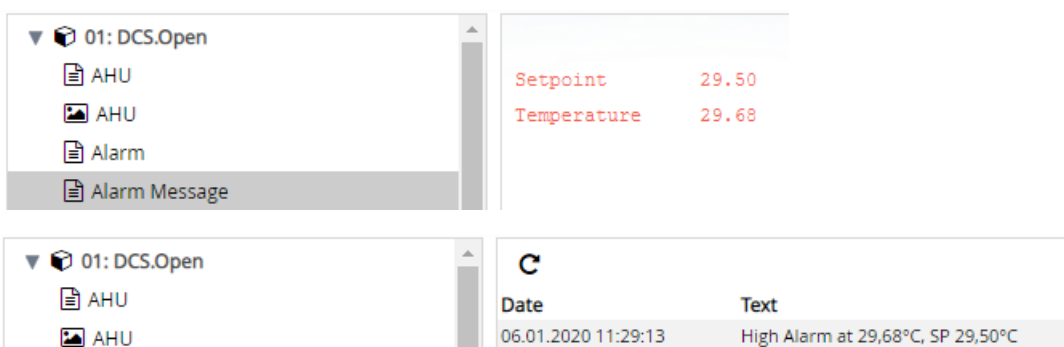 01: DCS.Open
AHU
AHU
Alarm
Alarm Message
Setpoint 29.50
Temperature 29.68
01: DCS.Open
AHU
AHU
Date Text
06.01.2020 11:29:13 High Alarm at 29,68°C, SP 29,50°C